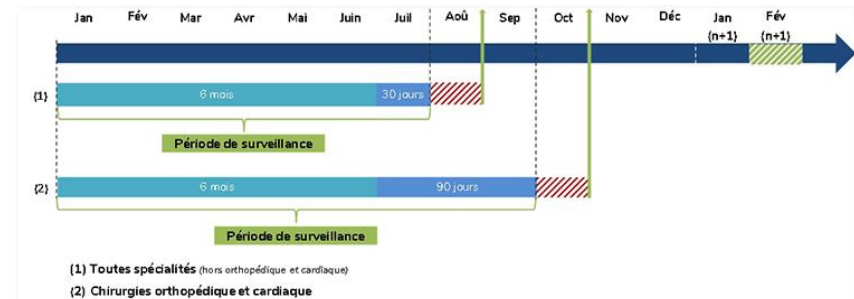 Jan Fév Mar Avr Mai Juin Juil Aoû Sep Oct Nov Déc Jan Fév
(n+1) (n+1)
(1) 6 mois 30 jours
Période de surveillance
(2) 6 mois 90 jours
Période de surveillance
(1) Toutes spécialités (hors orthopédique et cardiaque)
(2) Chirurgies orthopédique et cardiaque